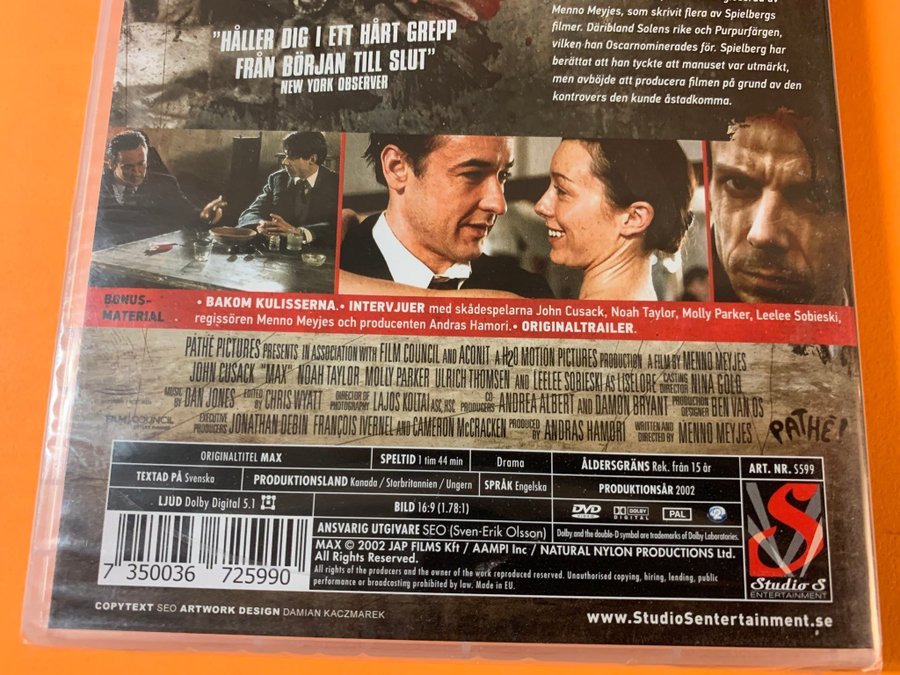 Menno Meyjes, som skrivit flera av Spielbergs
filmer. Däribland Solens rike och Purpurfärgen,
vilken han Oscarnominerades för. Spielberg har
berättat att han tyckte att manuset var utmärkt,
men avböjde att producera filmen på grund av den
kontrovers den kunde åstadkomma.
"HÅLLER DIG I ETT HÅRT GREPP
FRÅN BÖRJAN TILL SLUT"
NEW YORK OBSERVER
BONUS-
MATERIAL
• BAKOM KULISSERNA. • INTERVJUER med skådespelarna John Cusack, Noah Taylor, Molly Parker, Leelee Sobieski,
regissören Menno Meyjes och producenten Andras Hamori. • ORIGINALTRAILER.
PATHÉ PICTURES PRESENTS IN ASSOCIATION WITH FILM COUNCIL AND ACONIT A H2O MOTION PICTURES PRODUCTION A FILM BY MENNO MEYJES
JOHN CUSACK "MAX" NOAH TAYLOR MOLLY PARKER ULRICH THOMSEN AND LEELEE SOBIESKI AS LISELORE CASTING DIRECTOR NINA GOLD
MUSIC BY DAN JONES EDITED BY CHRIS WYATT DIRECTOR OF PHOTOGRAPHY LAJOS KOLTAI ASC, HSC CO-PRODUCERS ANDREA ALBERT AND DAMON BRYANT PRODUCTION DESIGNER BEN VAN OS
FILM COUNCIL
EXECUTIVE PRODUCERS JONATHAN DEBIN, FRANÇOIS IVERNEL AND CAMERON McCRACKEN PRODUCED BY ANDRAS HAMORI WRITTEN AND DIRECTED BY MENNO MEYJES
PATHE!
ORIGINALTITEL MAX
SPELTID 1 tim 44 min
Drama
ÅLDERSGRÄNS Rek. från 15 år
ART. NR. S599
TEXTAD PÅ Svenska
PRODUKTIONSLAND Kanada / Storbritannien / Ungern
SPRÅK Engelska
PRODUKTIONSÅR 2002
LJUD Dolby Digital 5.1
BILD 16:9 (1.78:1)
DVD VIDEO
DOLBY DIGITAL
PAL
2
ANSVARIG UTGIVARE SEO (Sven-Erik Olsson)
Dolby and the double-D symbol are trademarks of Dolby Laboratories.
MAX © 2002 JAP FILMS Kft / AAMPI Inc / NATURAL NYLON PRODUCTIONS Ltd.
All Rights Reserved.
All rights of the producers and the owner of the work reproduced reserved. Unauthorised copying, hiring, lending, public
performance or broadcasting prohibited by law. Made in EU.
7 350036 725990
S
Studio S
ENTERTAINMENT
COPYTEXT SEO ARTWORK DESIGN DAMIAN KACZMAREK
www.StudioSentertainment.se